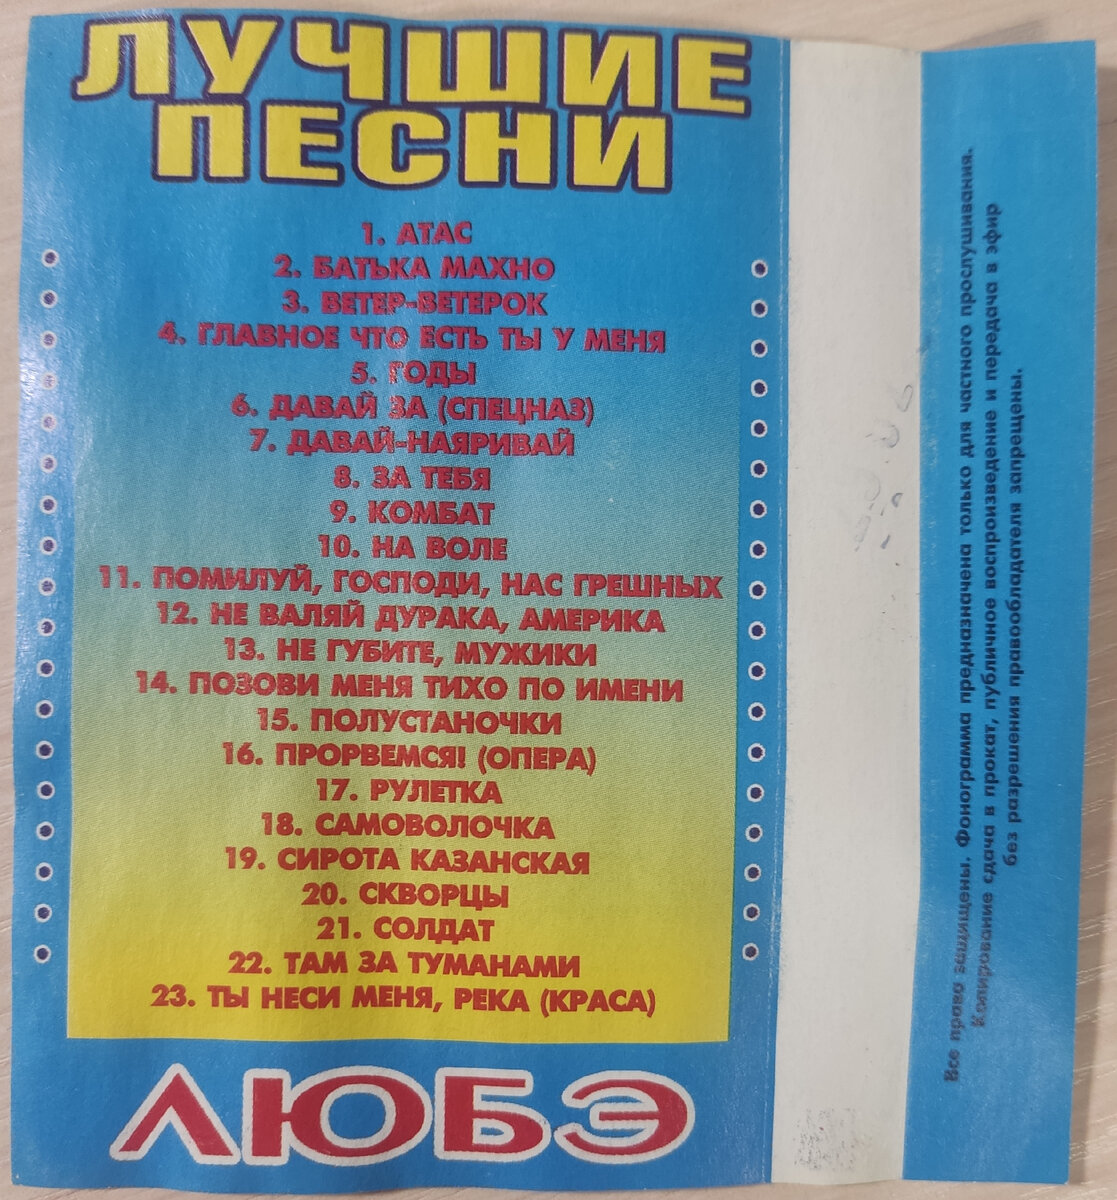 ЛУЧШИЕ
ПЕСНИ
1. АТАС
2. БАТЬКА МАХНО
3. ВЕТЕР-ВЕТЕРОК
4. ГЛАВНОЕ ЧТО ЕСТЬ ТЫ У МЕНЯ
5. ГОДЫ
6. ДАВАЙ ЗА (СПЕЦНАЗ)
7. ДАВАЙ-НАЯРИВАЙ
8. ЗА ТЕБЯ
9. КОМБАТ
10. НА ВОЛЕ
11. ПОМИЛУЙ, ГОСПОДИ, НАС ГРЕШНЫХ
12. НЕ ВАЛЯЙ ДУРАКА, АМЕРИКА
13. НЕ ГУБИТЕ, МУЖИКИ
14. ПОЗОВИ МЕНЯ ТИХО ПО ИМЕНИ
15. ПОЛУСТАНОЧКИ
16. ПРОРВЕМСЯ! (ОПЕРА)
17. РУЛЕТКА
18. САМОВОЛОЧКА
19. СИРОТА КАЗАНСКАЯ
20. СКВОРЦЫ
21. СОЛДАТ
22. ТАМ ЗА ТУМАНАМИ
23. ТЫ НЕСИ МЕНЯ, РЕКА (КРАСА)
ЛЮБЭ
Все права защищены. Фонограмма предназначена только для частного прослушивания.
Копирование сдача в прокат, публичное воспроизведение и передача в эфир
без разрешения правообладателя запрещены.